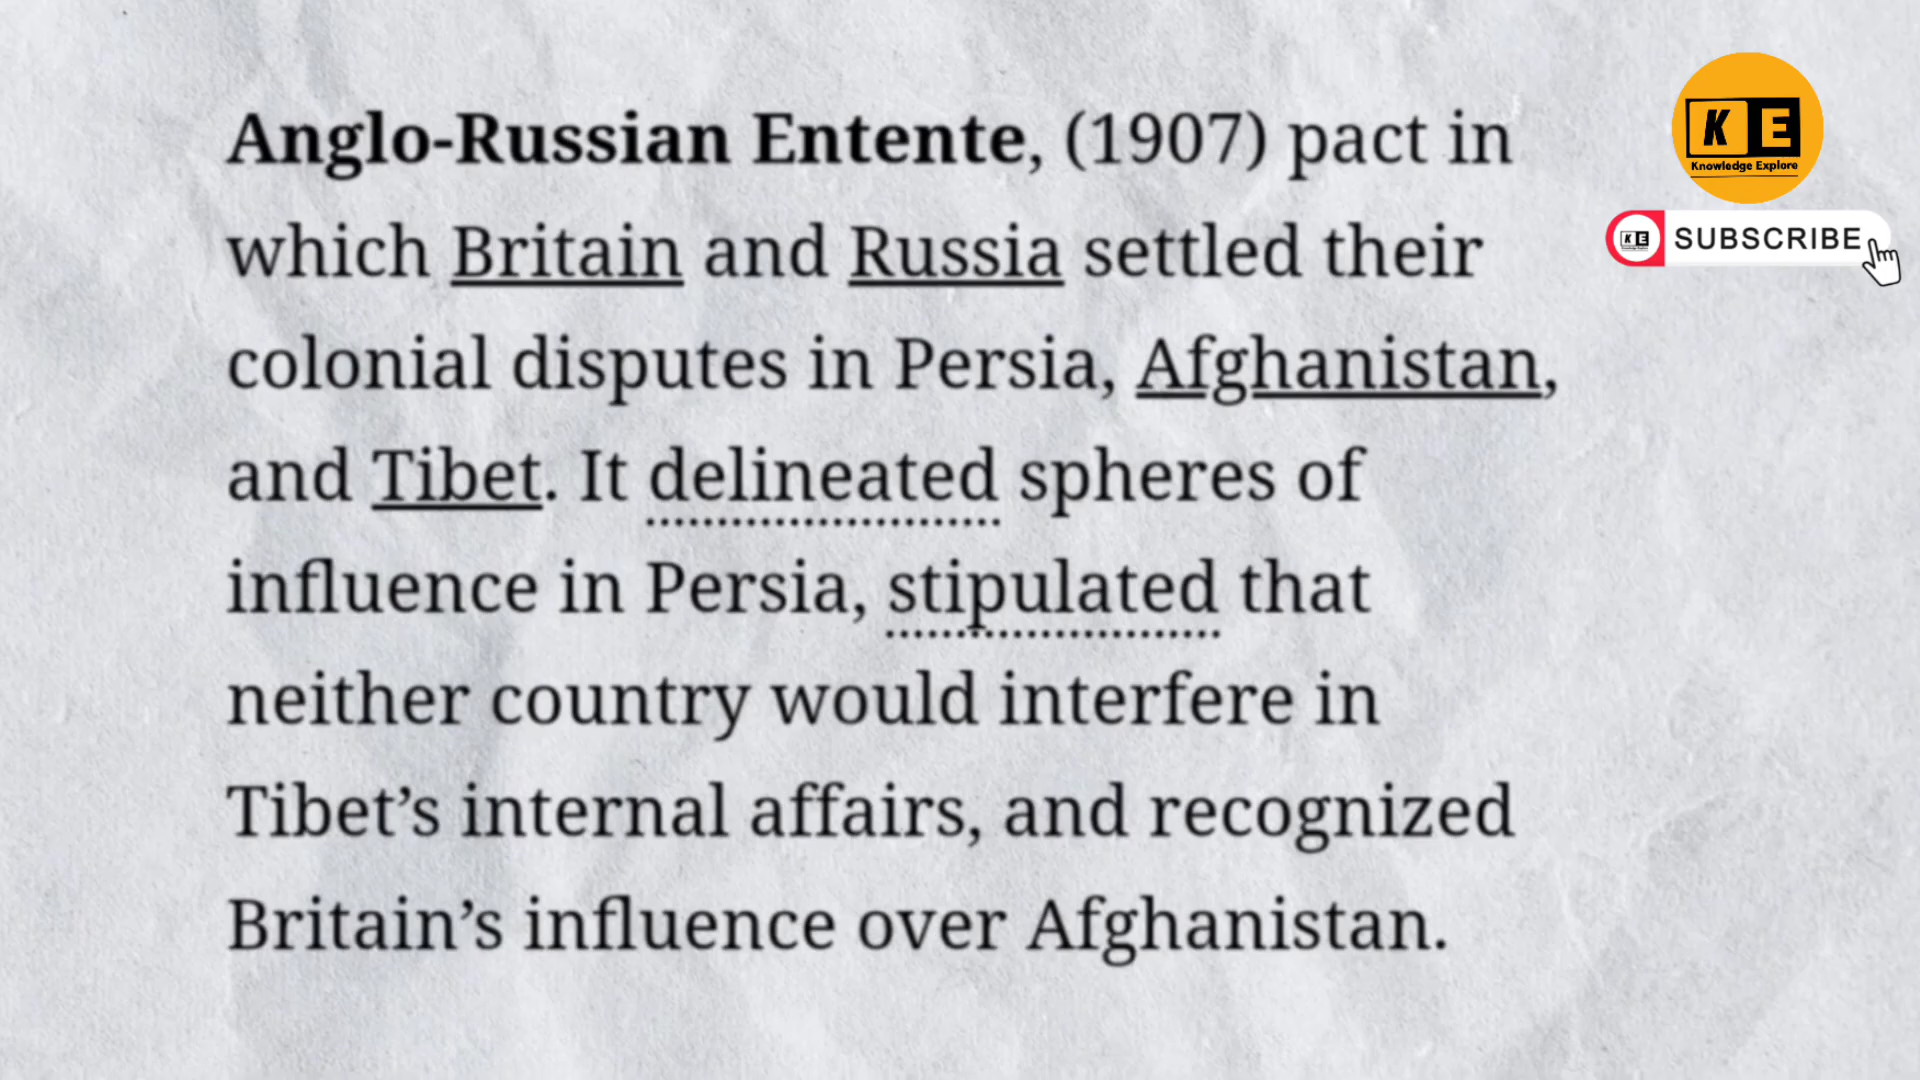 Anglo-Russian Entente, (1907) pact in
which Britain and Russia settled their
colonial disputes in Persia, Afghanistan,
and Tibet. It delineated spheres of
influence in Persia, stipulated that
neither country would interfere in
Tibet’s internal affairs, and recognized
Britain’s influence over Afghanistan.
KE
Knowledge Explore
KE SUBSCRIBE